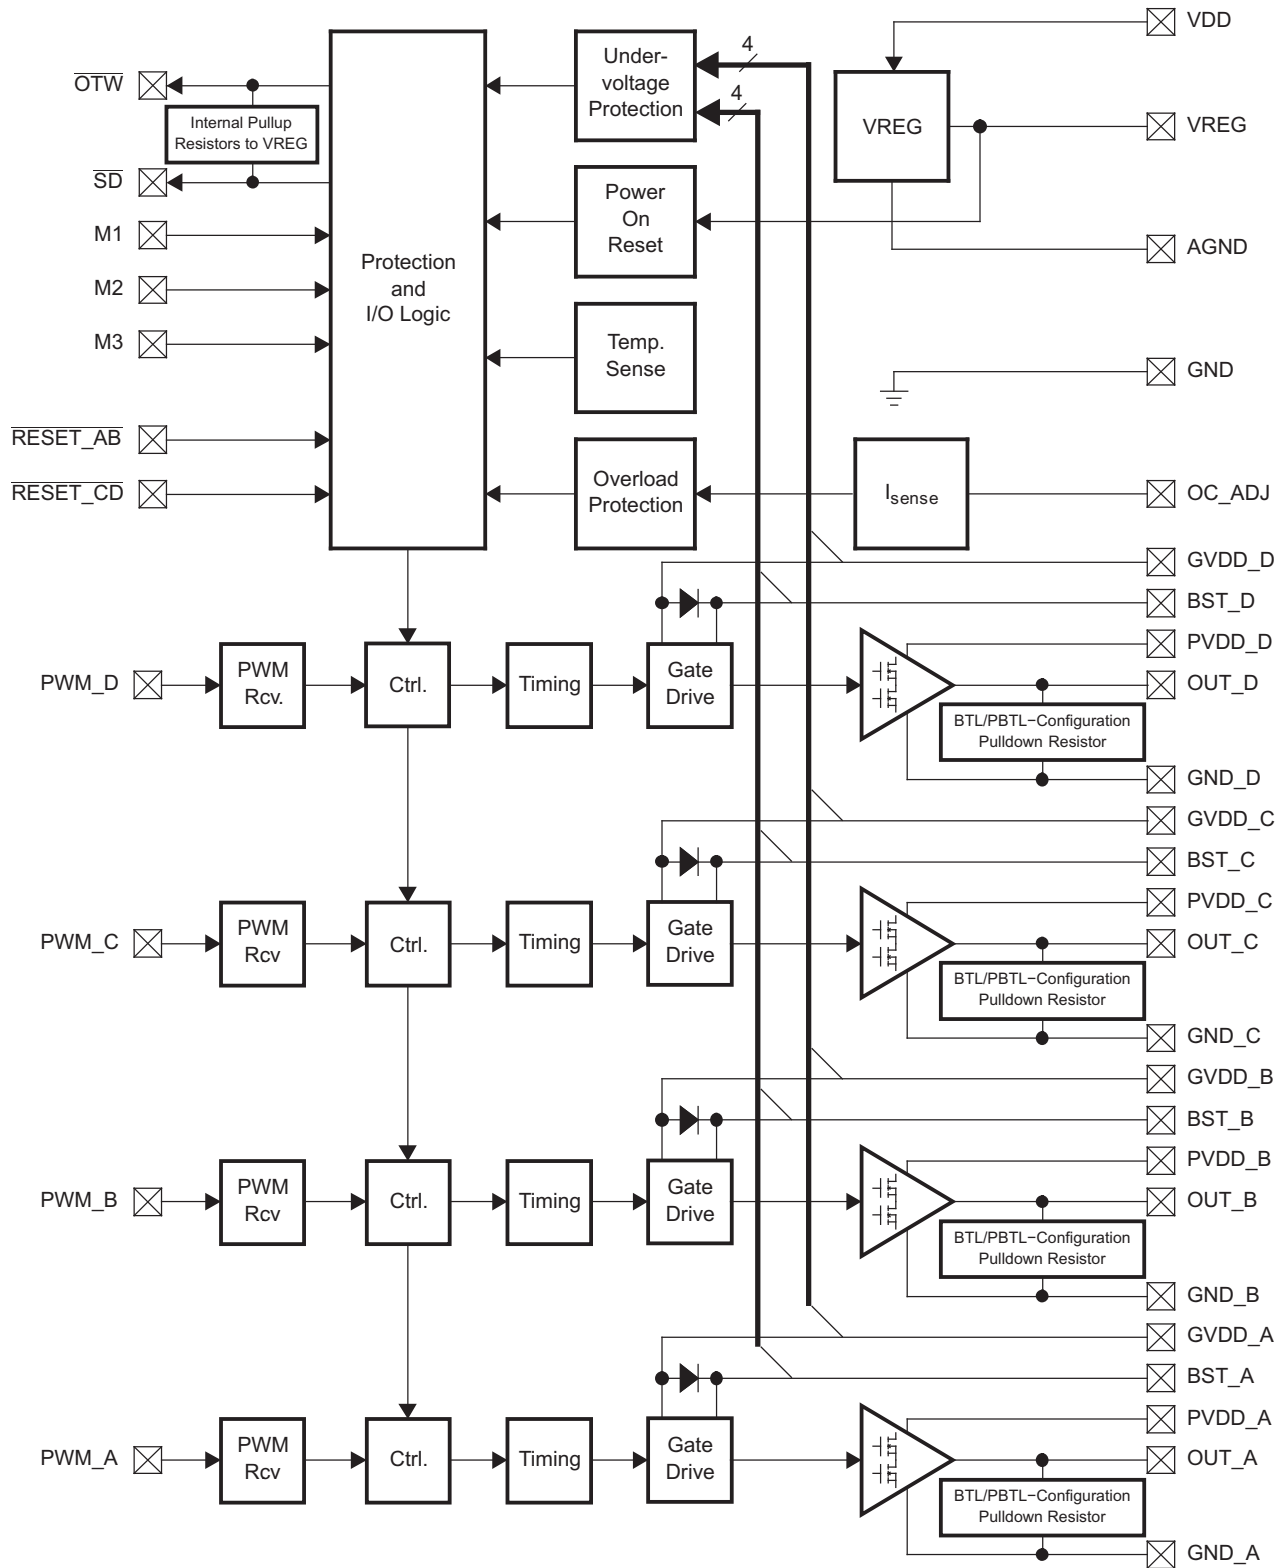 VDD
4
Under-
voltage
Protection
OTW
Internal Pullup
Resistors to VREG
4
VREG
VREG
SD
Power
On
Reset
M1
AGND
Protection
and
I/O Logic
M2
M3
Temp.
Sense
GND
RESET_AB
RESET_CD
Overload
Protection
Isense
OC_ADJ
GVDD_D
BST_D
PVDD_D
PWM_D
PWM
Rcv.
Ctrl.
Timing
Gate
Drive
OUT_D
BTL/PBTL−Configuration
Pulldown Resistor
GND_D
GVDD_C
BST_C
PVDD_C
PWM_C
PWM
Rcv
Ctrl.
Timing
Gate
Drive
OUT_C
BTL/PBTL−Configuration
Pulldown Resistor
GND_C
GVDD_B
BST_B
PVDD_B
PWM_B
PWM
Rcv
Ctrl.
Timing
Gate
Drive
OUT_B
BTL/PBTL−Configuration
Pulldown Resistor
GND_B
GVDD_A
BST_A
PVDD_A
PWM_A
PWM
Rcv
Ctrl.
Timing
Gate
Drive
OUT_A
BTL/PBTL−Configuration
Pulldown Resistor
GND_A